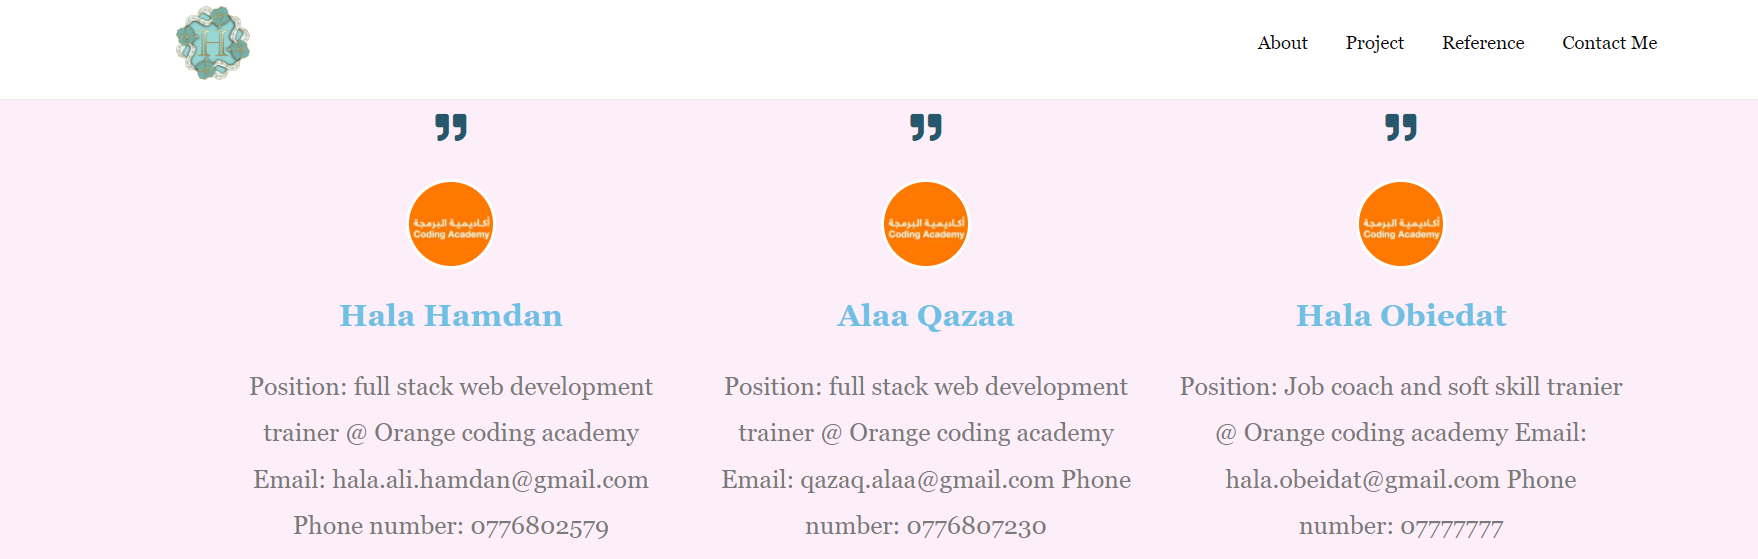 H
About Project Reference Contact Me
أكاديمية البرمجة
Coding Academy
Hala Hamdan
Position: full stack web development
trainer @ Orange coding academy
Email: hala.ali.hamdan@gmail.com
Phone number: 0776802579
أكاديمية البرمجة
Coding Academy
Alaa Qazaa
Position: full stack web development
trainer @ Orange coding academy
Email: qazaq.alaa@gmail.com Phone
number: 0776807230
أكاديمية البرمجة
Coding Academy
Hala Obiedat
Position: Job coach and soft skill tranier
@ Orange coding academy Email:
hala.obeidat@gmail.com Phone
number: 07777777